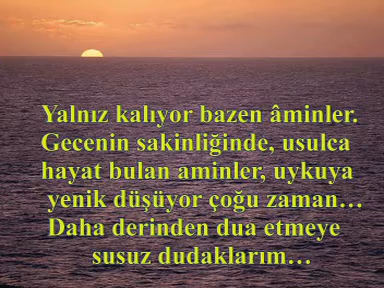 Yalnız kalıyor bazen âminler.
Gecenin sakinliğinde, usulca
hayat bulan aminler, uykuya
yenik düşüyor çoğu zaman…
Daha derinden dua etmeye
susuz dudaklarım…